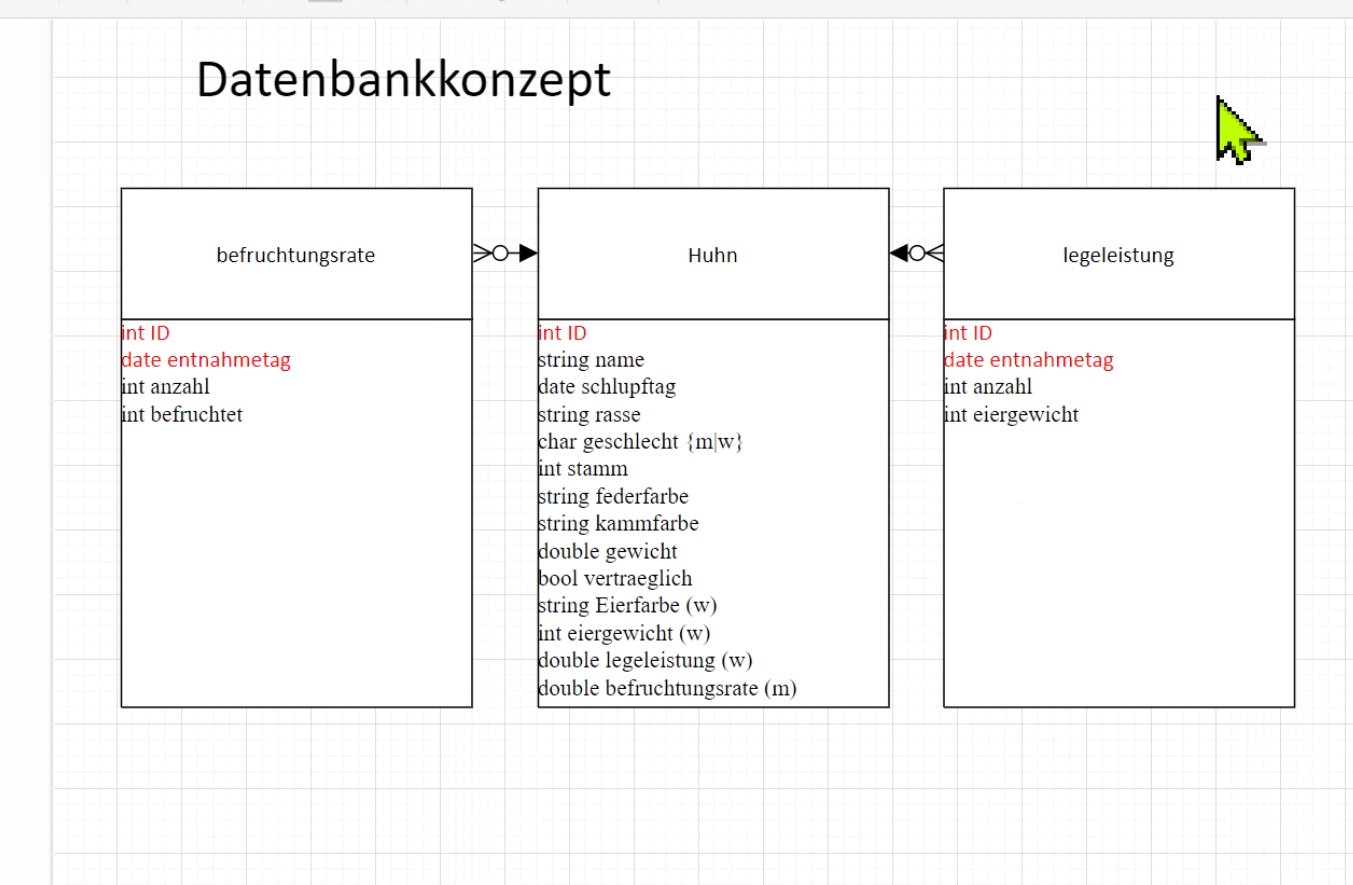 Datenbankkonzept
befruchtungsrate
int ID
date entnahmetag
int anzahl
int befruchtet
Huhn
int ID
string name
date schlupftag
string rasse
char geschlecht {m|w}
int stamm
string federfarbe
string kammfarbe
double gewicht
bool vertraeglich
string Eierfarbe (w)
int eiergewicht (w)
double legeleistung (w)
double befruchtungsrate (m)
legeleistung
int ID
date entnahmetag
int anzahl
int eiergewicht